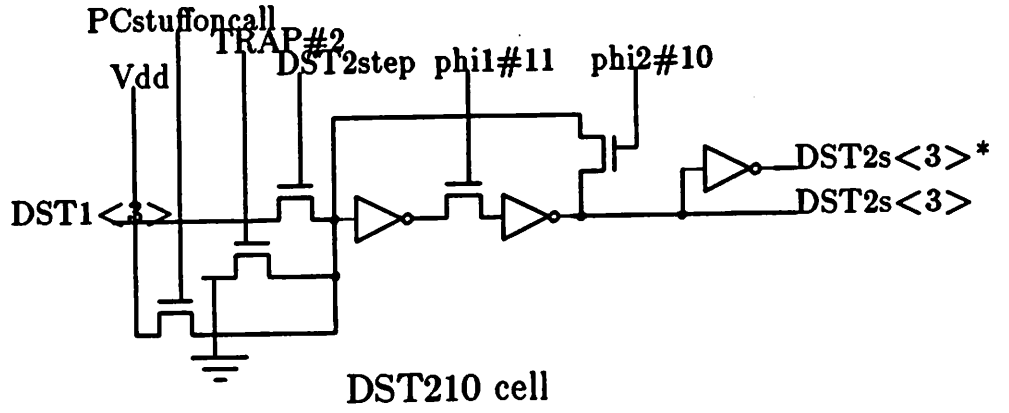 PCstuffoncall
TRAP#2
DST2step phi1#11 phi2#10
Vdd
DST2s<3>*
DST1<3>
DST2s<3>
DST210 cell